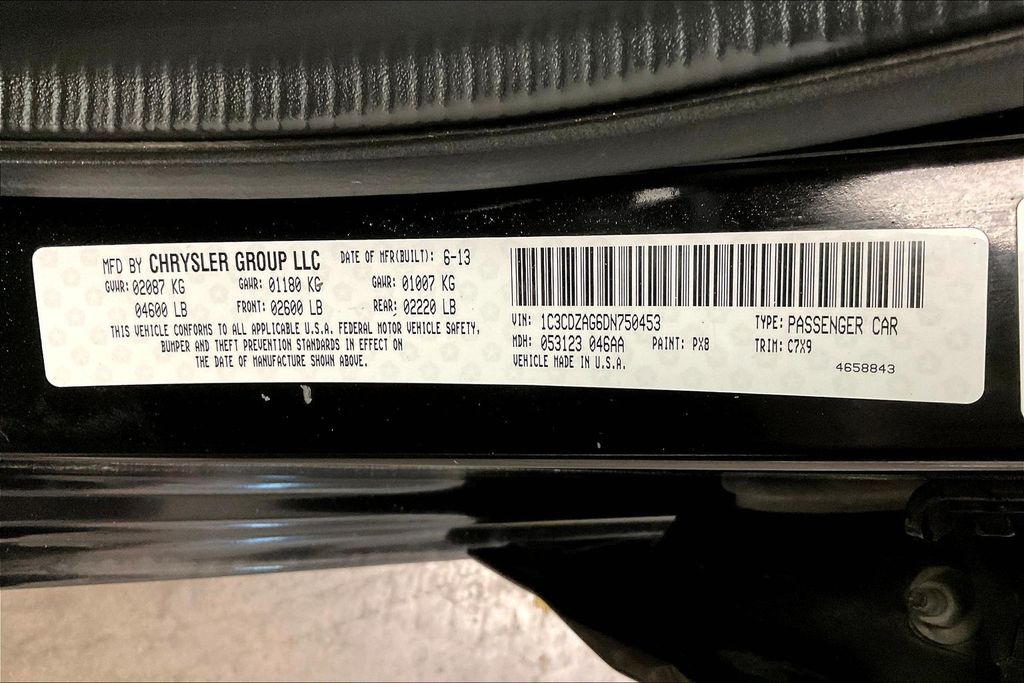 MFD BY CHRYSLER GROUP LLC DATE OF MFR(BUILT): 6-13
GVWR: 02087 KG GAWR: 01180 KG GAWR: 01007 KG
04600 LB FRONT: 02600 LB REAR: 02220 LB
THIS VEHICLE CONFORMS TO ALL APPLICABLE U.S.A. FEDERAL MOTOR VEHICLE SAFETY,
BUMPER AND THEFT PREVENTION STANDARDS IN EFFECT ON
THE DATE OF MANUFACTURE SHOWN ABOVE.
VIN: 1C3CDZAG6DN750453 TYPE: PASSENGER CAR
MDH: 053123 046AA PAINT: PX8 TRIM: C7X9
VEHICLE MADE IN U.S.A. 4658843